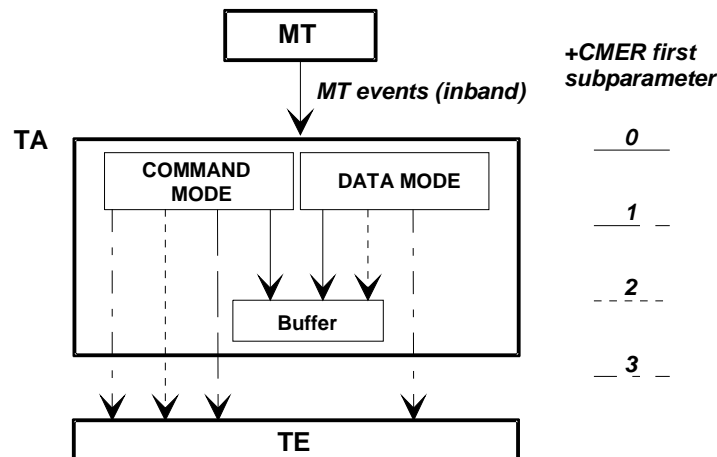 MT
+CMER first
subparameter
MT events (inband)
TA
0
COMMAND
MODE
DATA MODE
1
2
Buffer
3
TE